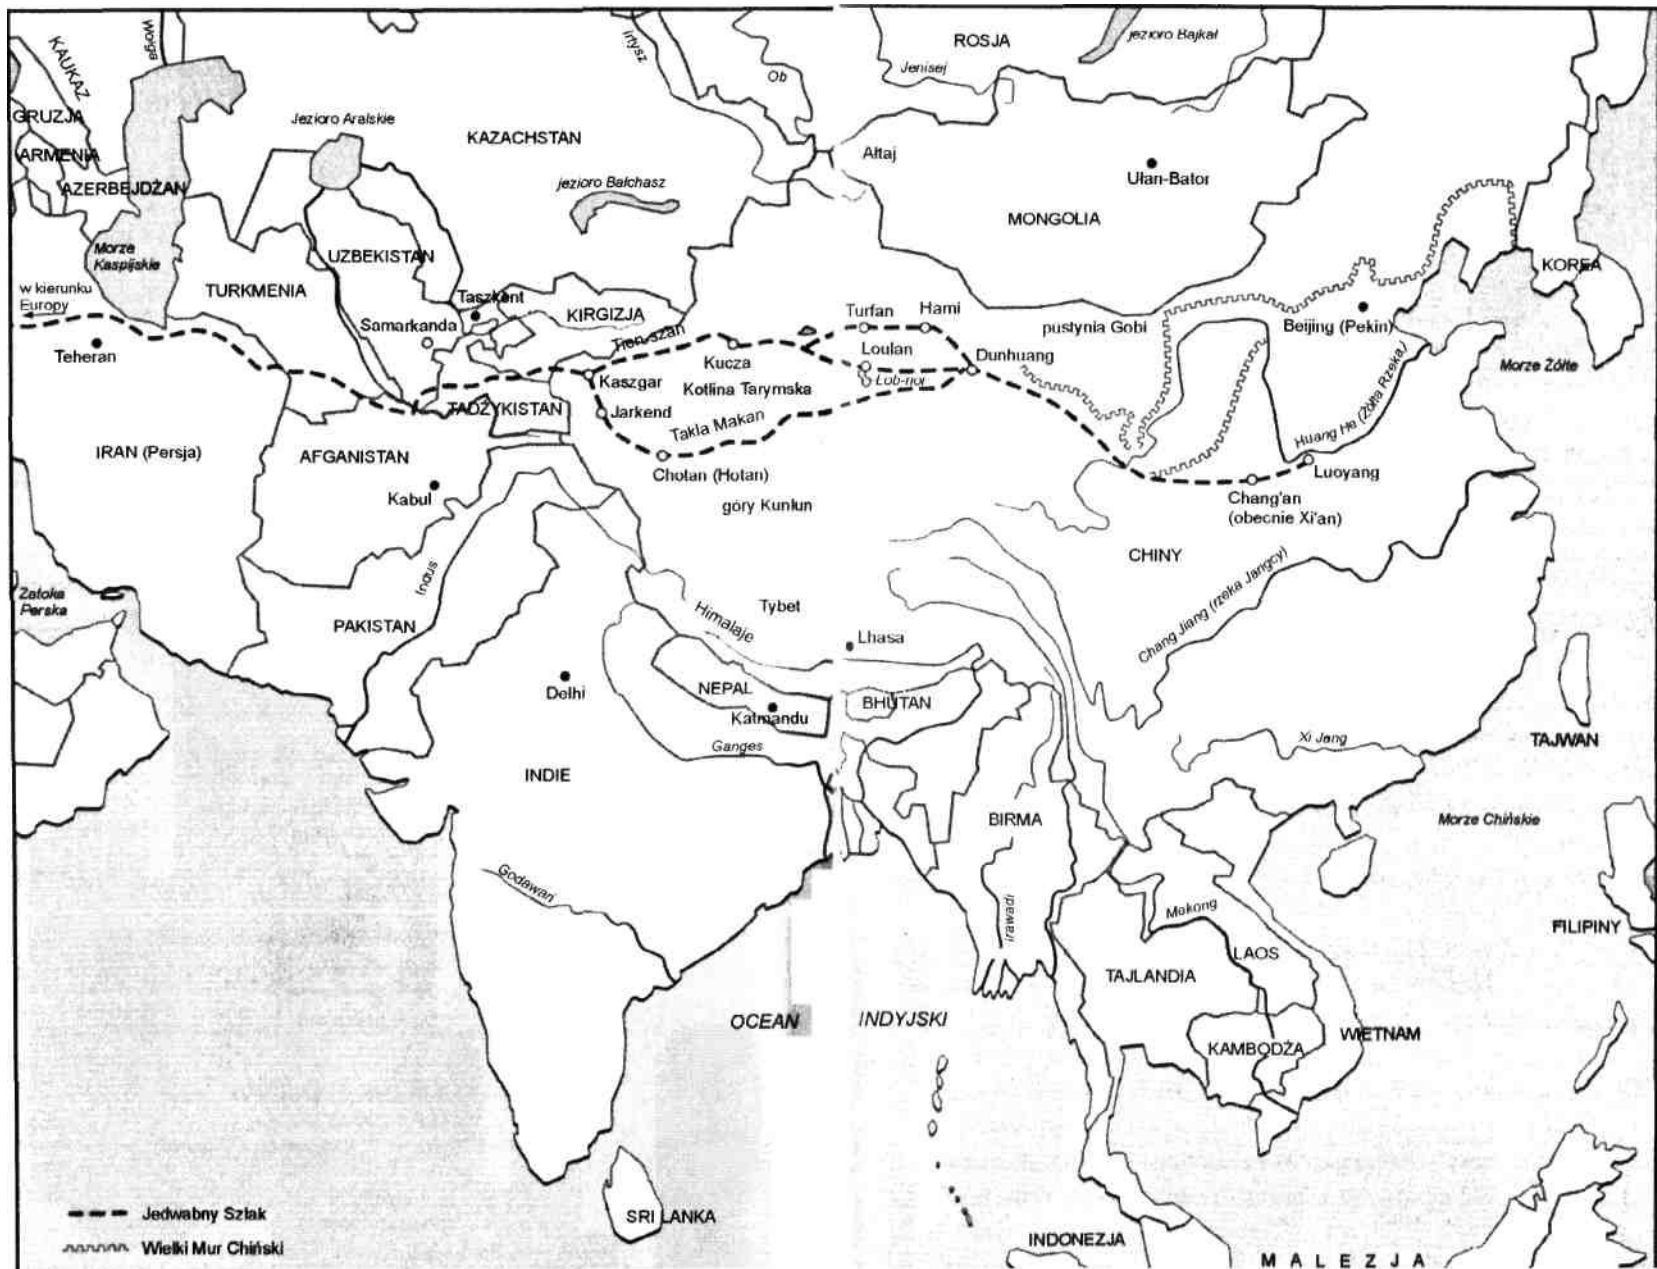 KAUKAZ
Wołga
Irtysz
Ob
ROSJA
Jenisej
jezioro Bajkał
GRUZJA
ARMENIA
AZERBEJDŻAN
Jezioro Aralskie
KAZACHSTAN
jezioro Bałchasz
Ałtaj
Ułan-Bator
MONGOLIA
Morze
Kaspijskie
UZBEKISTAN
KOREA
w kierunku
Europy
TURKMENIA
Taszkent
KIRGIZJA
Samarkanda
Tien-szan
Turfan
Hami
pustynia Gobi
Beijing (Pekin)
Teheran
Kucza
Loulan
Dunhuang
Morze Żółte
Kaszgar
Kotlina Tarymska
Lob-nor
TADŻYKISTAN
Jarkend
Takla Makan
Huang He (Żółta Rzeka)
IRAN (Persja)
AFGANISTAN
Kabul
Chotan (Hotan)
góry Kunlun
Luoyang
Chang'an
(obecnie Xi'an)
CHINY
Chang Jiang (rzeka Jangcy)
Zatoka
Perska
Indus
PAKISTAN
Himalaje
Tybet
Lhasa
Delhi
NEPAL
Katmandu
BHUTAN
Ganges
INDIE
Xi Jang
TAJWAN
BIRMA
Morze Chińskie
Godawari
Irawadi
Mekong
LAOS
FILIPINY
TAJLANDIA
OCEAN INDYJSKI
WIETNAM
KAMBODŻA
SRI LANKA
INDONEZJA
MALEZJA
Jedwabny Szlak
Wielki Mur Chiński